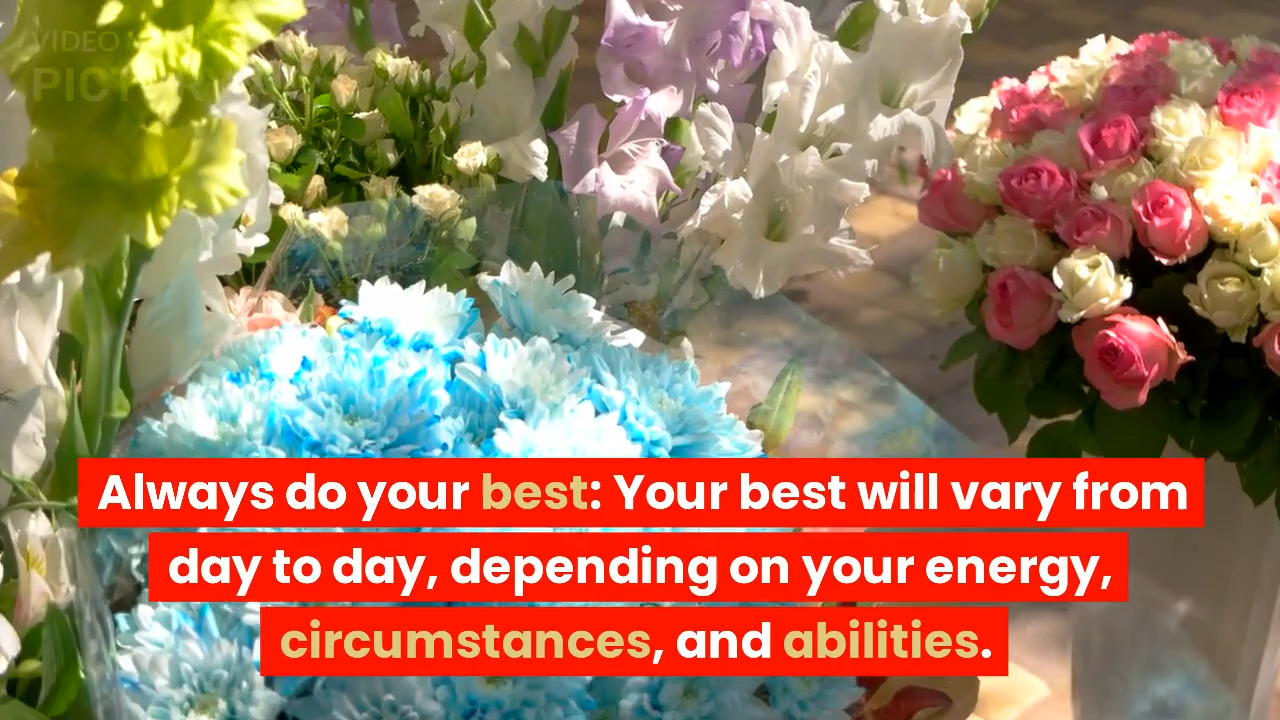 VIDEO
Always do your best: Your best will vary from
day to day, depending on your energy,
circumstances, and abilities.